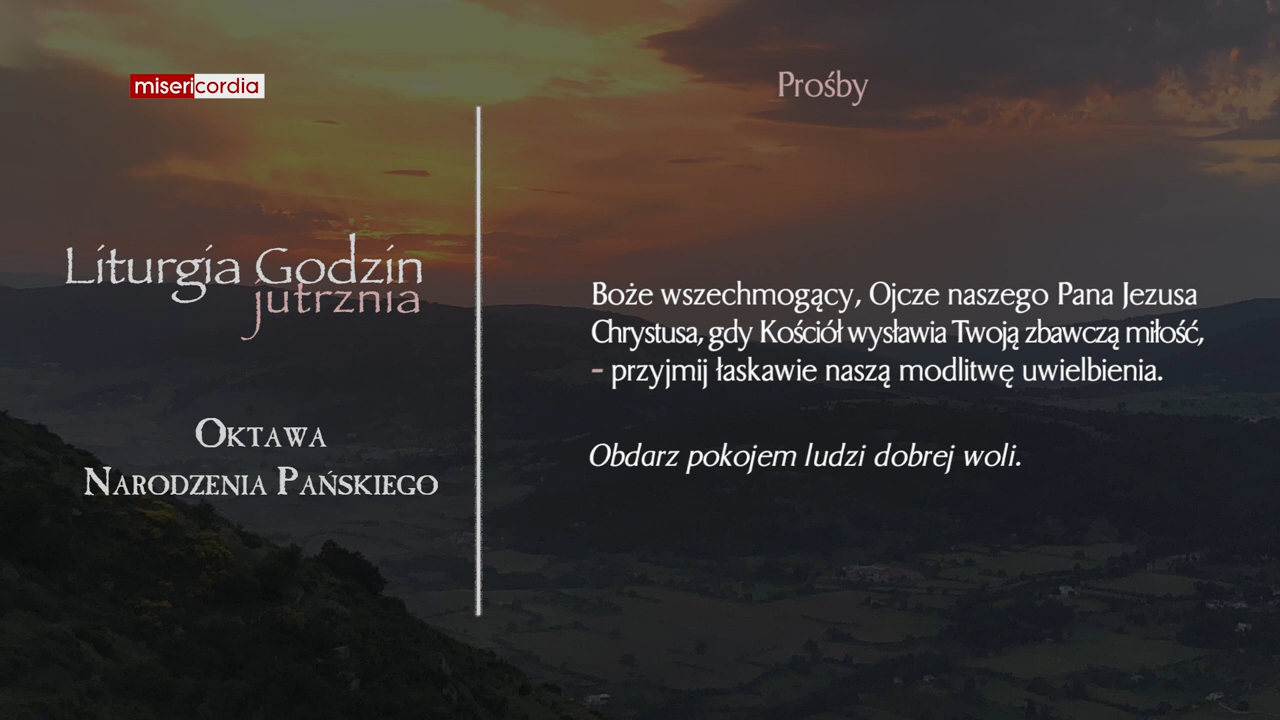 misericordia
Liturgia Godzin
jutrznia
Oktawa
Narodzenia Pańskiego
Prośby
Boże wszechmogący, Ojcze naszego Pana Jezusa
Chrystusa, gdy Kościół wysławia Twoją zbawczą miłość,
- przyjmij łaskawie naszą modlitwę uwielbienia.
Obdarz pokojem ludzi dobrej woli.